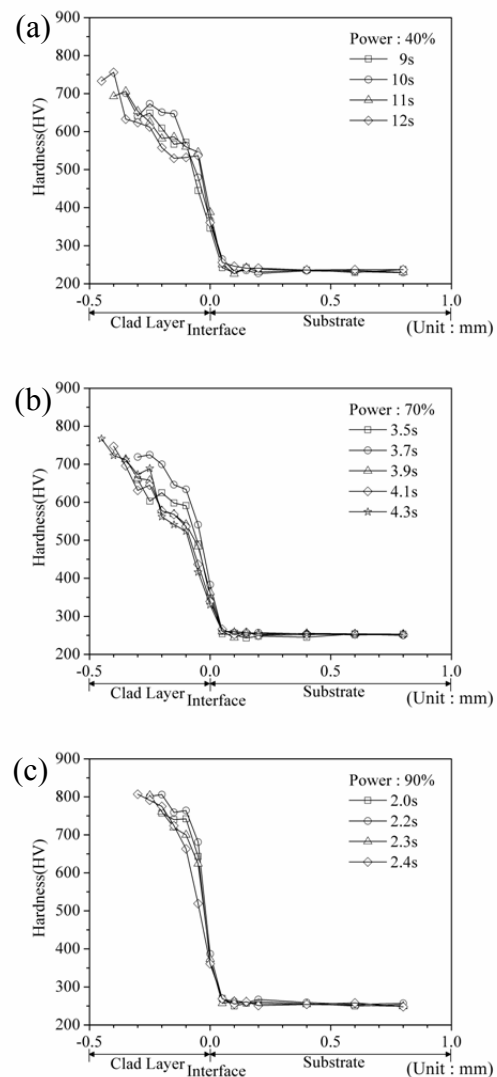 (a)
900
800
700
600
500
400
300
200
Hardness(HV)
Power : 40%
9s
10s
11s
12s
-0.5 0.0 0.5 1.0
Clad Layer Interface Substrate (Unit : mm)
(b)
900
800
700
600
500
400
300
200
Hardness(HV)
Power : 70%
3.5s
3.7s
3.9s
4.1s
4.3s
-0.5 0.0 0.5 1.0
Clad Layer Interface Substrate (Unit : mm)
(c)
900
800
700
600
500
400
300
200
Hardness(HV)
Power : 90%
2.0s
2.2s
2.3s
2.4s
-0.5 0.0 0.5 1.0
Clad Layer Interface Substrate (Unit : mm)